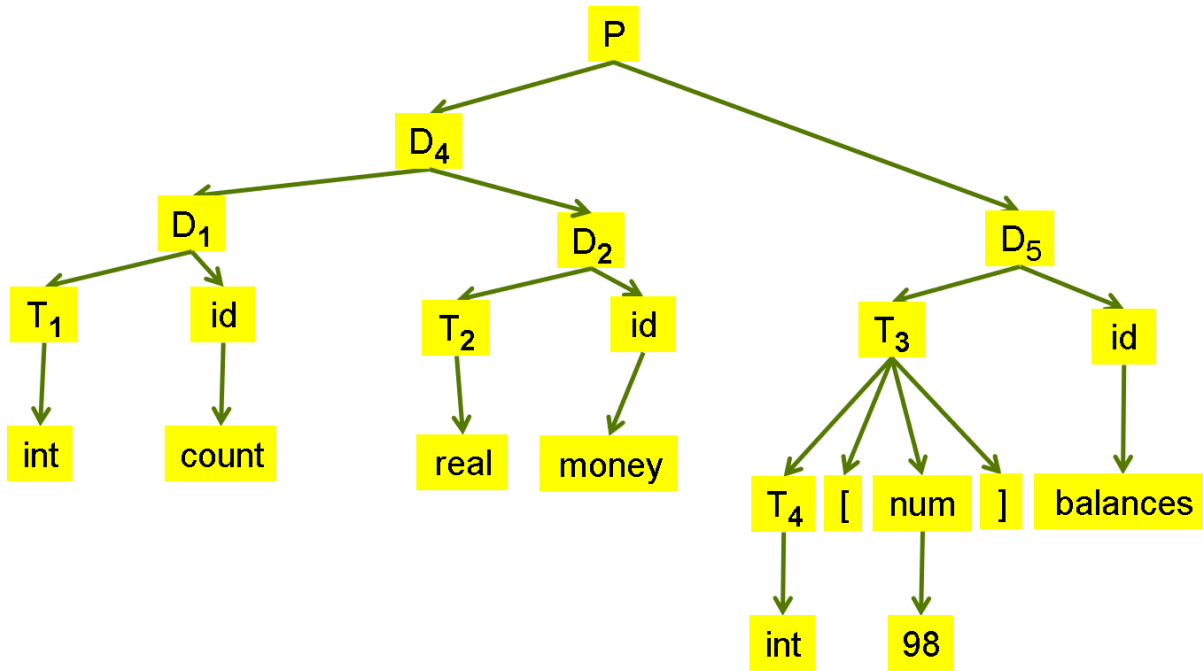 P
D₄
D₁ D₂ D₅
T₁ id T₂ id T₃ id
int count real money
T₄ [ num ] balances
int 98